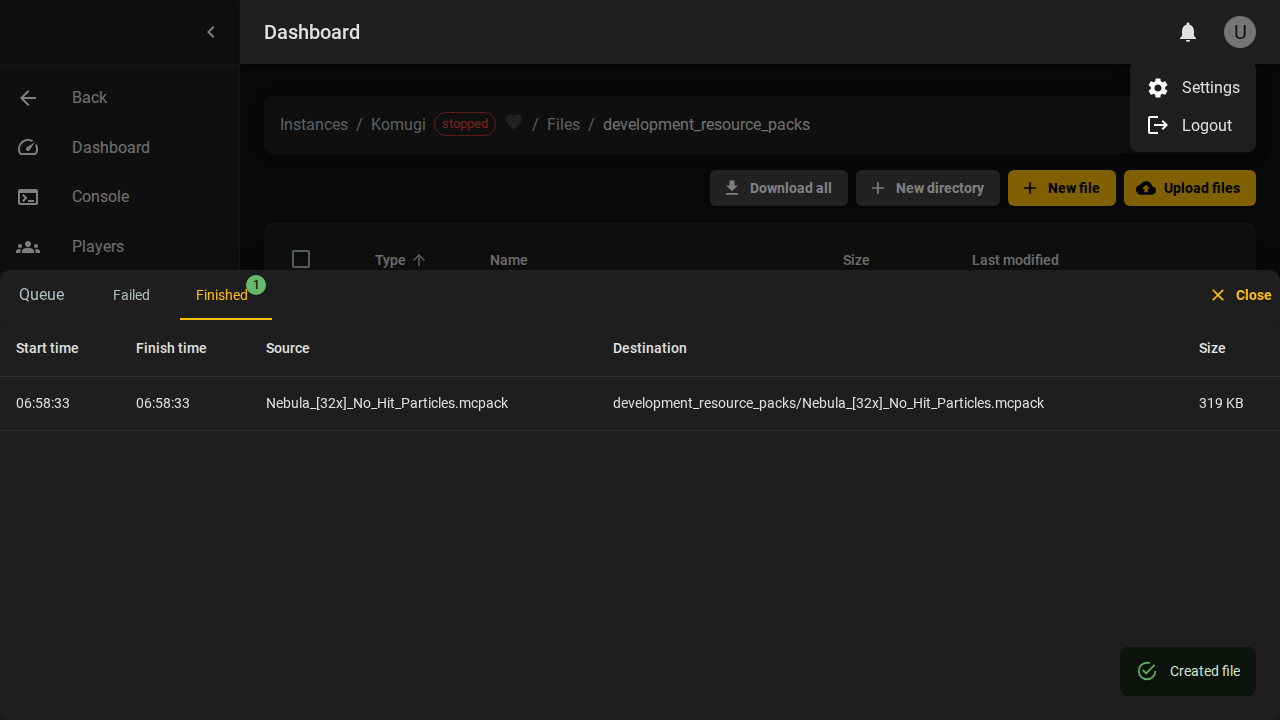 Dashboard
U
Settings
Logout
Back
Dashboard
Console
Players
Instances / Komugi stopped / Files / development_resource_packs
Download all
New directory
New file
Upload files
Type Name Size Last modified
Queue Failed Finished 1 Close
Start time Finish time Source Destination Size
06:58:33 06:58:33 Nebula_[32x]_No_Hit_Particles.mcpack development_resource_packs/Nebula_[32x]_No_Hit_Particles.mcpack 319 KB
Created file